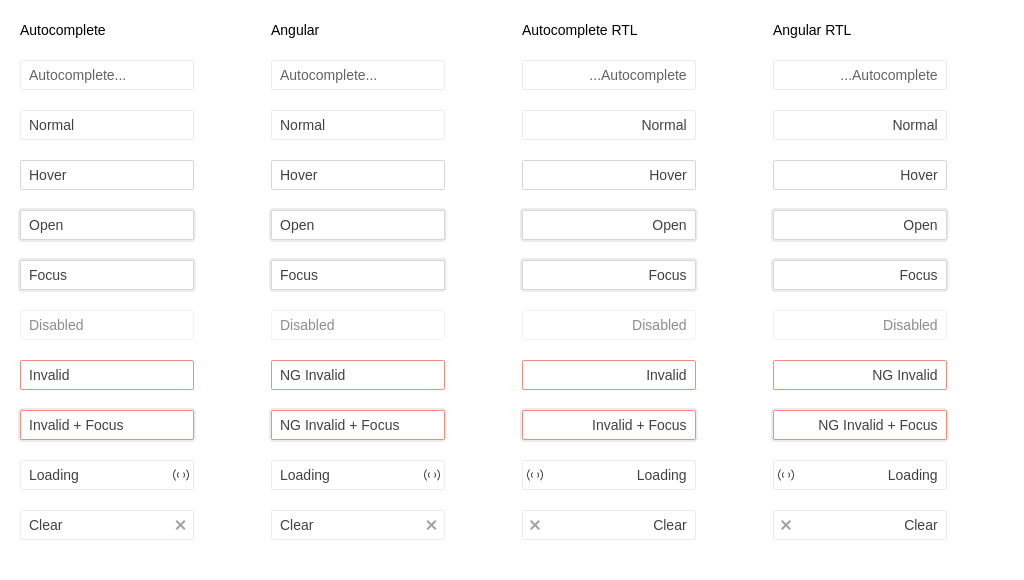 Autocomplete Angular Autocomplete RTL Angular RTL
Autocomplete... Autocomplete... ...Autocomplete ...Autocomplete
Normal Normal Normal Normal
Hover Hover Hover Hover
Open Open Open Open
Focus Focus Focus Focus
Disabled Disabled Disabled Disabled
Invalid NG Invalid Invalid NG Invalid
Invalid + Focus NG Invalid + Focus Invalid + Focus NG Invalid + Focus
Loading Loading Loading Loading
Clear Clear Clear Clear